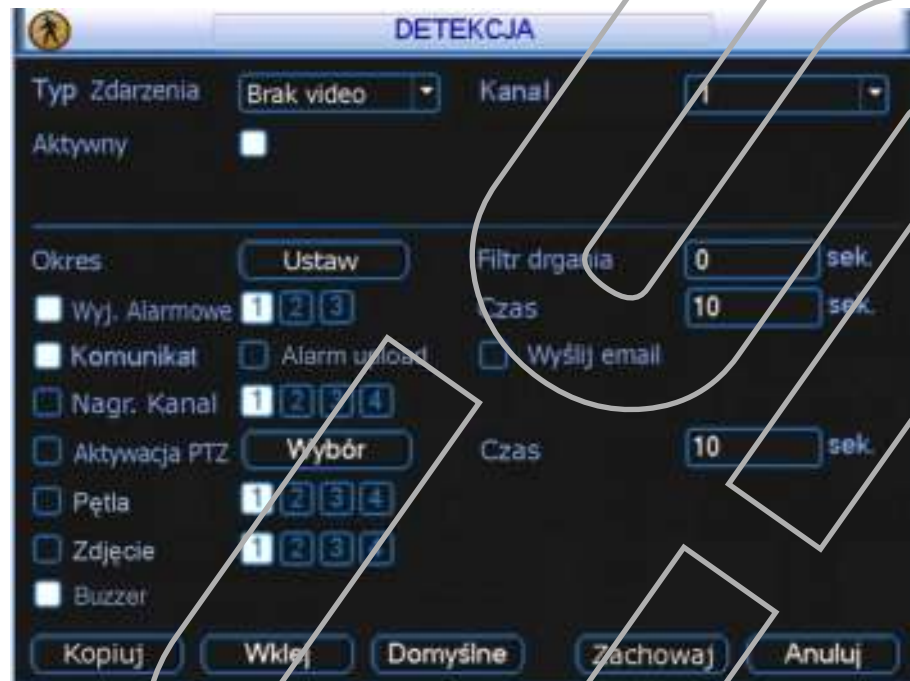 DETEKCJA
Typ Zdarzenia Brak video Kanał 1
Aktywny
Okres Ustaw Filtr drgania 0 sek.
Wyj. Alarmowe 1 2 3 Czas 10 sek.
Komunikat Alarm upload Wyślij email
Nagr. Kanał 1 2 3 4
Aktywacja PTZ Wybór Czas 10 sek.
Pętla 1 2 3 4
Zdjęcie 1 2 3 4
Buzzer
Kopiuj Wklej Domyślne Zachowaj Anuluj